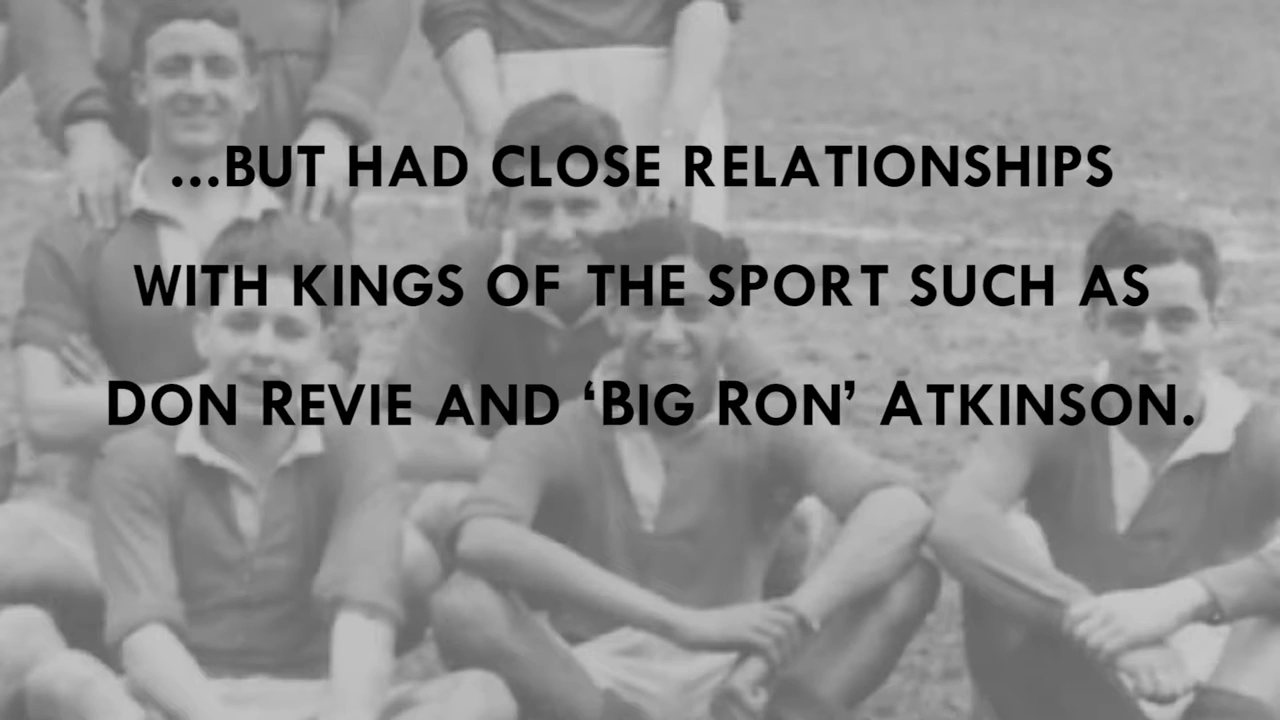 ...BUT HAD CLOSE RELATIONSHIPS
WITH KINGS OF THE SPORT SUCH AS
DON REVIE AND ‘BIG RON’ ATKINSON.